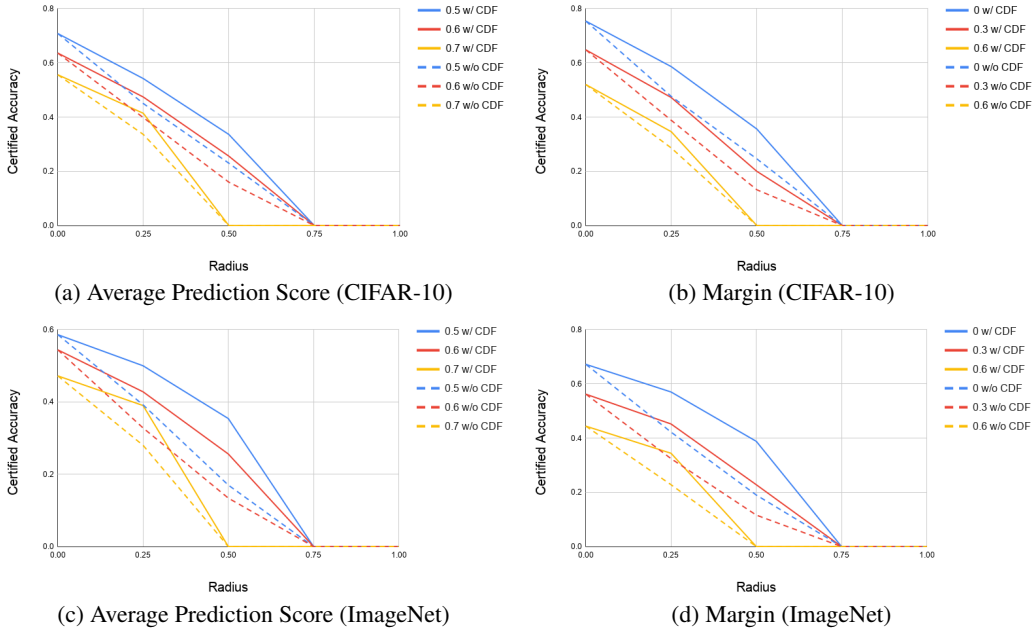 0.8
0.6
0.4
0.2
0.0
0.00
0.25
0.50
0.75
1.00
Certified Accuracy
Radius
0.5 w/ CDF
0.6 w/ CDF
0.7 w/ CDF
0.5 w/o CDF
0.6 w/o CDF
0.7 w/o CDF
(a) Average Prediction Score (CIFAR-10)
0.8
0.6
0.4
0.2
0.0
0.00
0.25
0.50
0.75
1.00
Certified Accuracy
Radius
0 w/ CDF
0.3 w/ CDF
0.6 w/ CDF
0 w/o CDF
0.3 w/o CDF
0.6 w/o CDF
(b) Margin (CIFAR-10)
0.6
0.4
0.2
0.0
0.00
0.25
0.50
0.75
1.00
Certified Accuracy
Radius
0.5 w/ CDF
0.6 w/ CDF
0.7 w/ CDF
0.5 w/o CDF
0.6 w/o CDF
0.7 w/o CDF
(c) Average Prediction Score (ImageNet)
0.8
0.6
0.4
0.2
0.0
0.00
0.25
0.50
0.75
1.00
Certified Accuracy
Radius
0 w/ CDF
0.3 w/ CDF
0.6 w/ CDF
0 w/o CDF
0.3 w/o CDF
0.6 w/o CDF
(d) Margin (ImageNet)